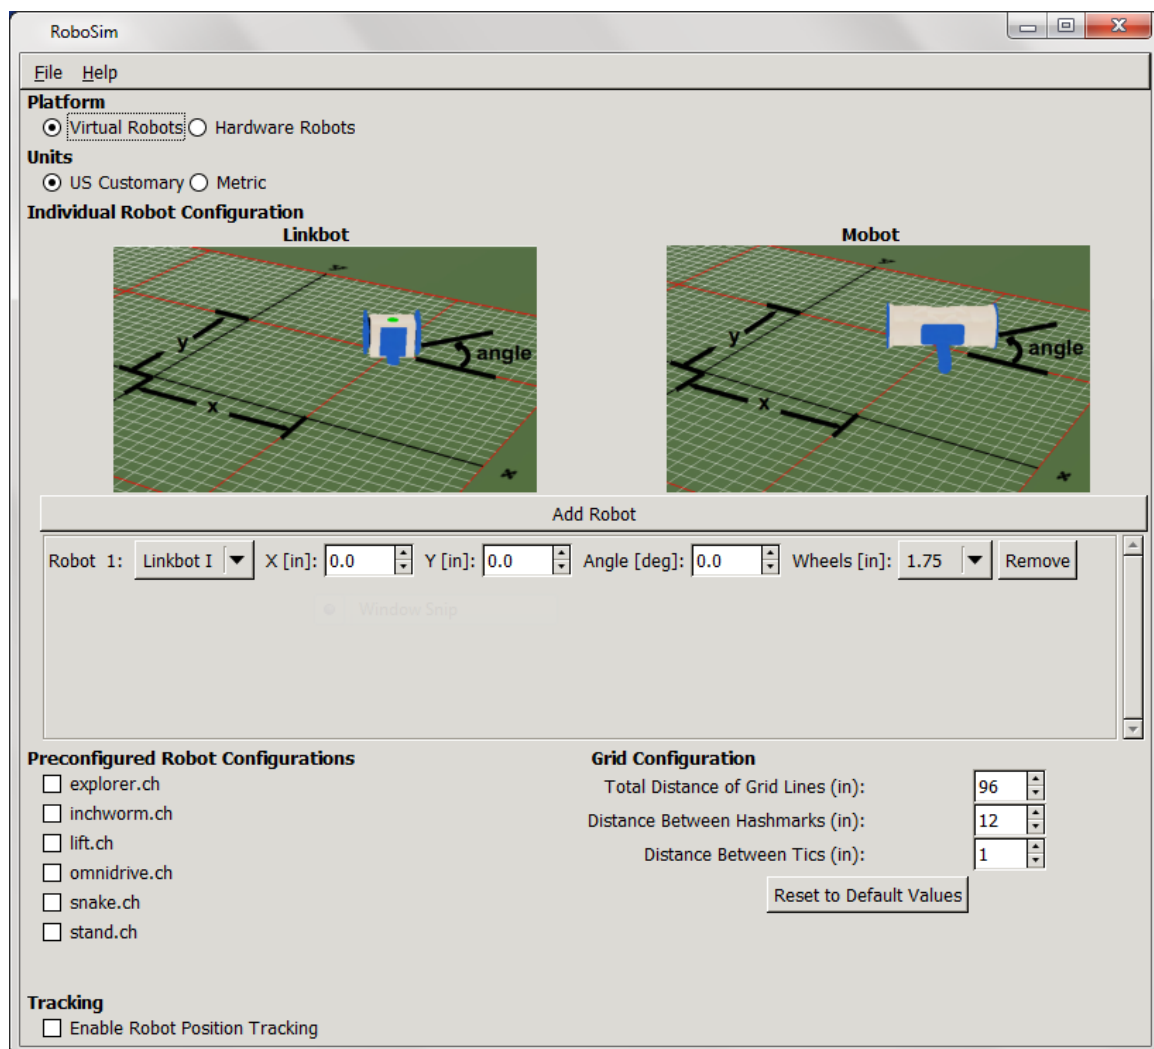 RoboSim
File Help
Platform
Virtual Robots Hardware Robots
Units
US Customary Metric
Individual Robot Configuration
Linkbot Mobot
y x angle x
y x angle x
Add Robot
Robot 1: Linkbot I X [in]: 0.0 Y [in]: 0.0 Angle [deg]: 0.0 Wheels [in]: 1.75 Remove
Window Snip
Preconfigured Robot Configurations
explorer.ch
inchworm.ch
lift.ch
omnidrive.ch
snake.ch
stand.ch
Grid Configuration
Total Distance of Grid Lines (in): 96
Distance Between Hashmarks (in): 12
Distance Between Tics (in): 1
Reset to Default Values
Tracking
Enable Robot Position Tracking